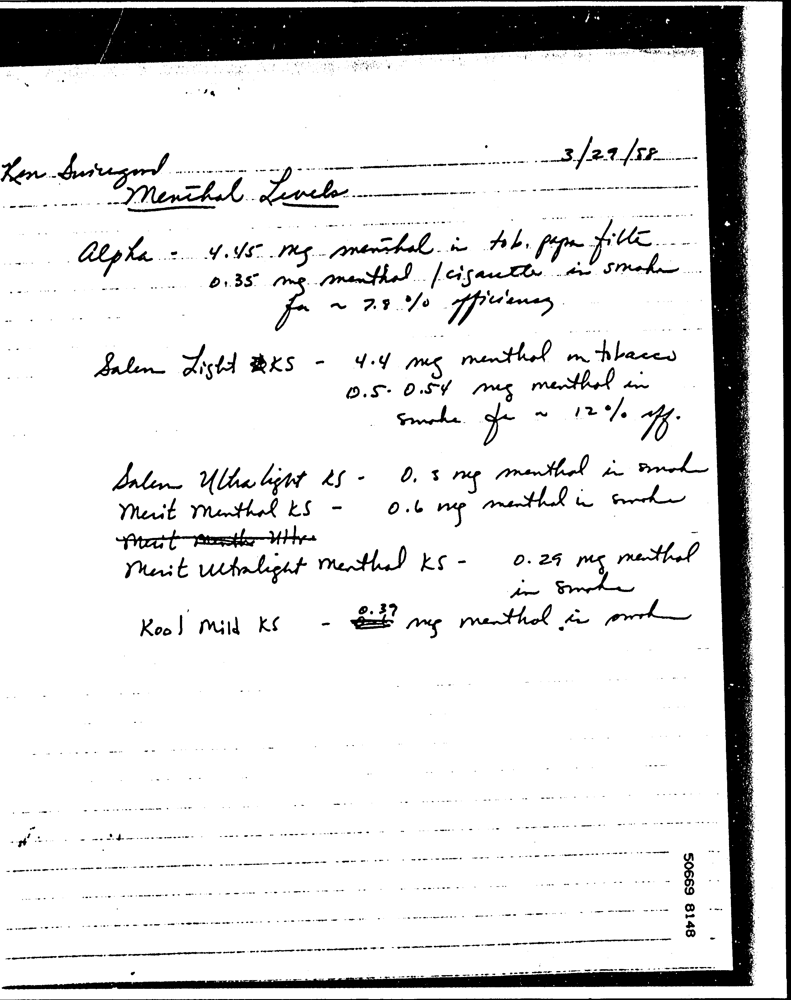 Ken Swicegood
3/29/88
Menthol Levels
Alpha - 4.45 mg menthol in tob. paper filter
0.35 mg menthol / cigarette in smoke
for ~ 7.8 % efficiency
Salem Light KS - 4.4 mg menthol on tobacco
0.5 - 0.54 mg menthol in
smoke for ~ 12% eff.
Salem Ultralight KS - 0.3 mg menthol in smoke
Merit Menthol KS - 0.6 mg menthol in smoke
Merit Menthol Ultra
Merit Ultralight Menthol KS - 0.29 mg menthol
in smoke
Kool Mild KS - 0.39 mg menthol in smoke
50669 8148